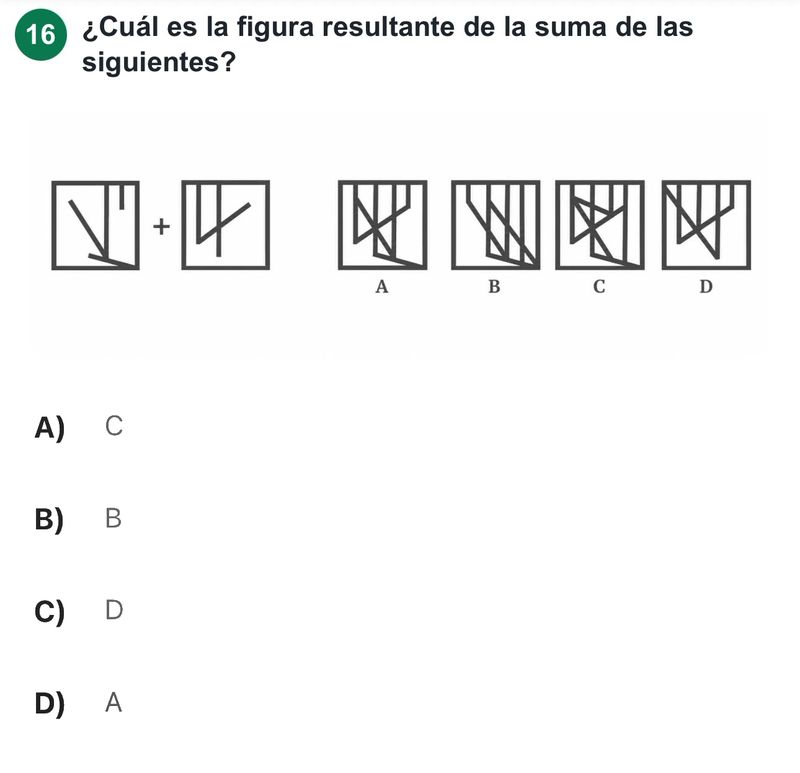 16 ¿Cuál es la figura resultante de la suma de las
siguientes?
+
A B C D
A) C
B) B
C) D
D) A